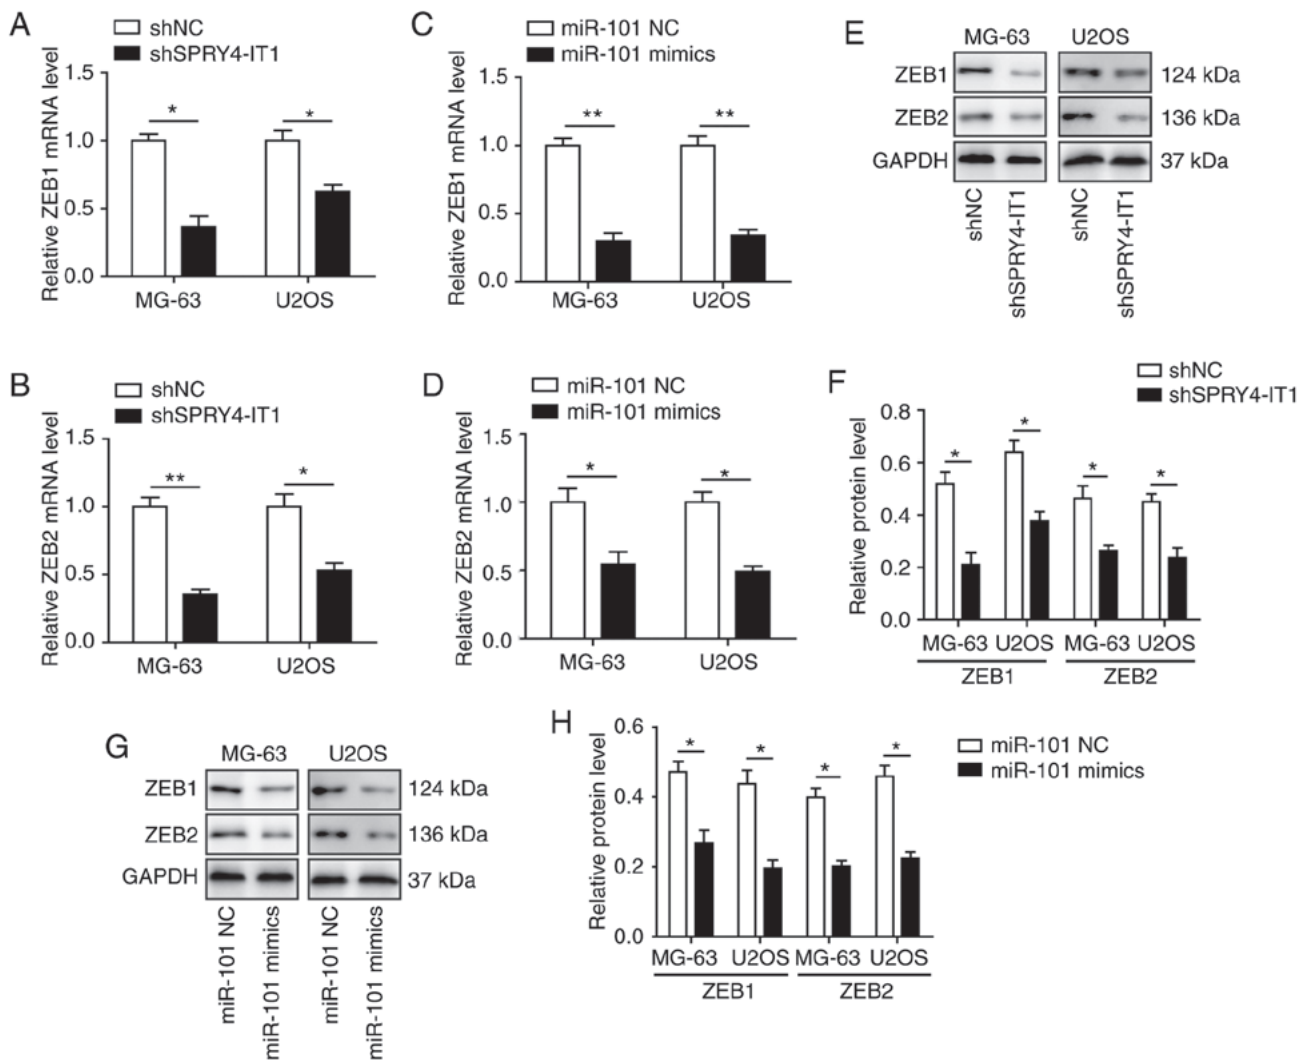 A
shNC
shSPRY4-IT1
Relative ZEB1 mRNA level
1.5
1.0
0.5
0.0
*
*
MG-63
U2OS
C
miR-101 NC
miR-101 mimics
Relative ZEB1 mRNA level
1.5
1.0
0.5
0.0
**
**
MG-63
U2OS
E
MG-63
U2OS
ZEB1
124 kDa
ZEB2
136 kDa
GAPDH
37 kDa
shNC
shSPRY4-IT1
shNC
shSPRY4-IT1
B
shNC
shSPRY4-IT1
Relative ZEB2 mRNA level
1.5
1.0
0.5
0.0
**
*
MG-63
U2OS
D
miR-101 NC
miR-101 mimics
Relative ZEB2 mRNA level
1.5
1.0
0.5
0.0
*
*
MG-63
U2OS
F
shNC
shSPRY4-IT1
Relative protein level
0.8
0.6
0.4
0.2
0.0
*
*
*
*
MG-63 U2OS MG-63 U2OS
ZEB1
ZEB2
G
MG-63
U2OS
ZEB1
124 kDa
ZEB2
136 kDa
GAPDH
37 kDa
miR-101 NC
miR-101 mimics
miR-101 NC
miR-101 mimics
H
miR-101 NC
miR-101 mimics
Relative protein level
0.6
0.4
0.2
0.0
*
*
*
*
MG-63 U2OS MG-63 U2OS
ZEB1
ZEB2